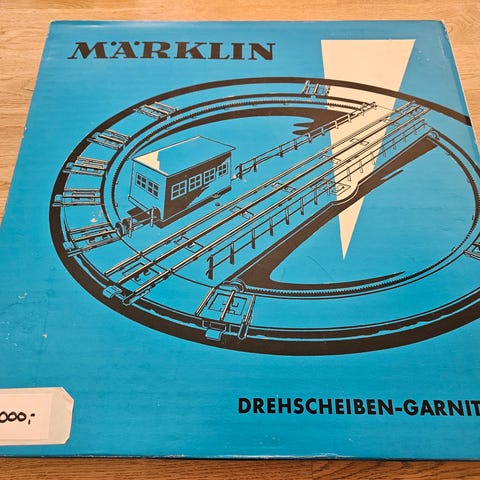 MÄRKLIN
DREHSCHEIBEN-GARNIT
000,-